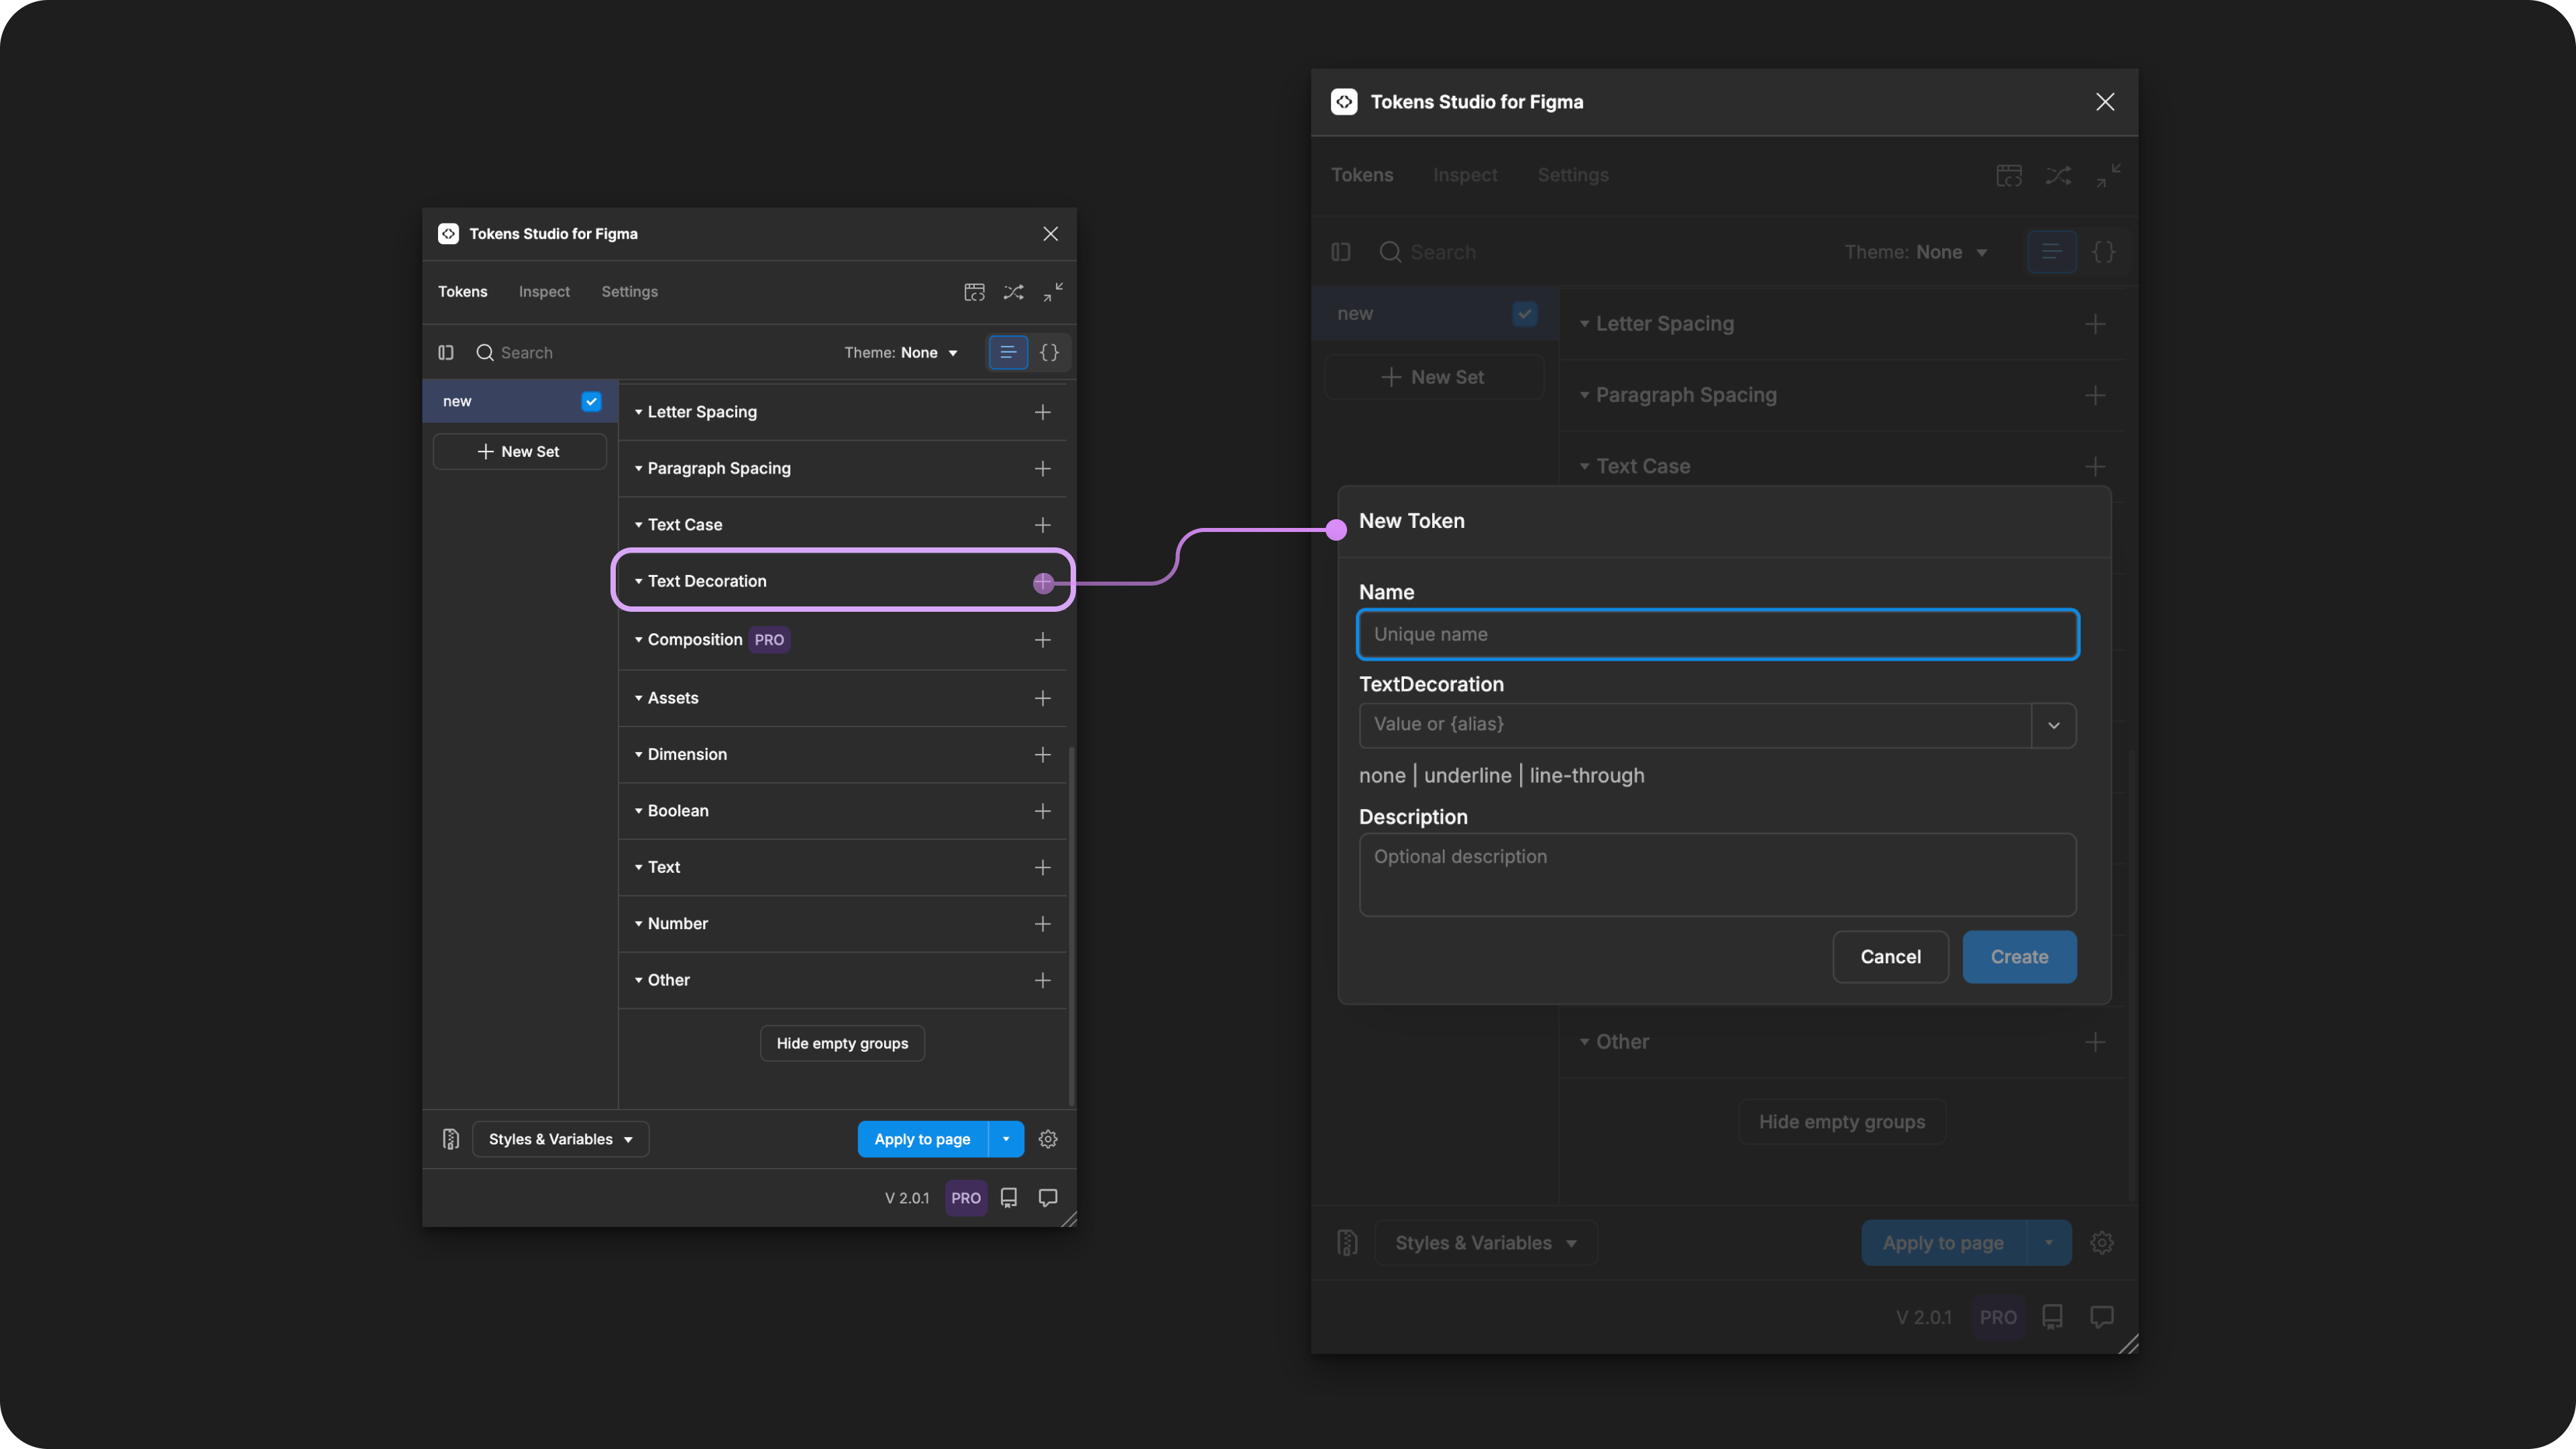 Tokens Studio for Figma
Tokens Inspect Settings
Search Theme: None {}
new
New Set
Letter Spacing
Paragraph Spacing
Text Case
Text Decoration
Composition PRO
Assets
Dimension
Boolean
Text
Number
Other
Hide empty groups
Styles & Variables Apply to page
V 2.0.1 PRO
Tokens Studio for Figma
Tokens Inspect Settings
Search Theme: None {}
new
New Set
Letter Spacing
Paragraph Spacing
Text Case
New Token
Name
Unique name
TextDecoration
Value or {alias}
none | underline | line-through
Description
Optional description
Cancel Create
Other
Hide empty groups
Styles & Variables Apply to page
V 2.0.1 PRO